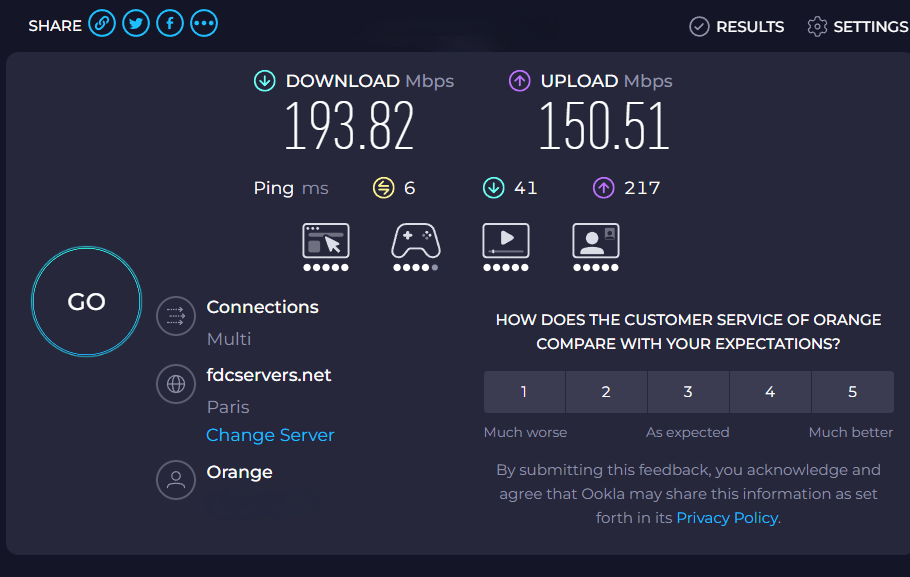 SHARE
RESULTS
SETTINGS
DOWNLOAD Mbps
UPLOAD Mbps
193.82
150.51
Ping ms
6
41
217
GO
Connections
Multi
fdcservers.net
Paris
Change Server
Orange
HOW DOES THE CUSTOMER SERVICE OF ORANGE
COMPARE WITH YOUR EXPECTATIONS?
1 2 3 4 5
Much worse As expected Much better
By submitting this feedback, you acknowledge and
agree that Ookla may share this information as set
forth in its Privacy Policy.